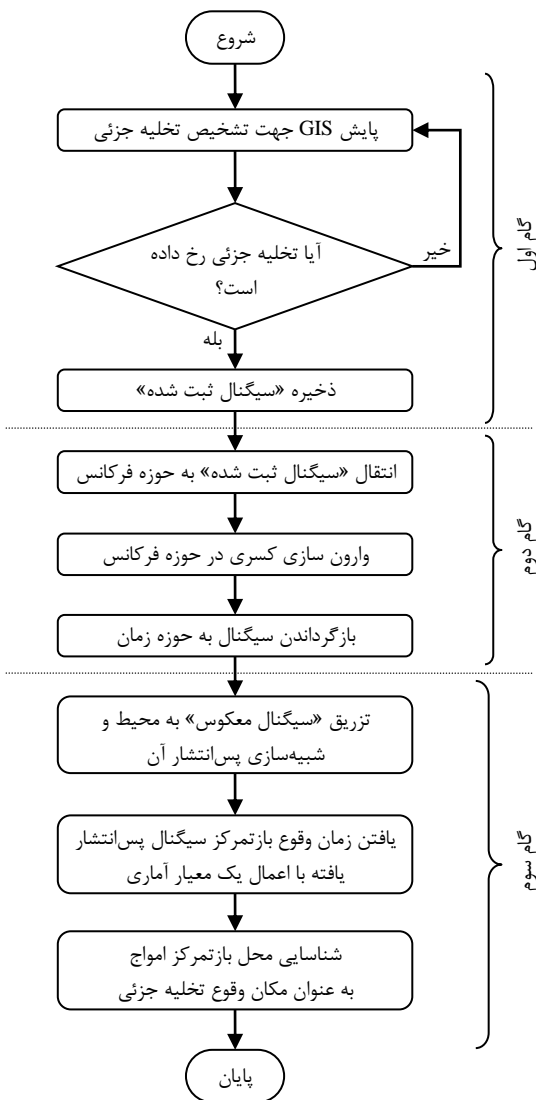 شروع
پایش GIS جهت تشخیص تخلیه جزئی
آیا تخلیه جزئی رخ داده
است؟
خیر
بله
ذخیره «سیگنال ثبت شده»
گام اول
انتقال «سیگنال ثبت شده» به حوزه فرکانس
وارون سازی کسری در حوزه فرکانس
بازگرداندن سیگنال به حوزه زمان
گام دوم
تزریق «سیگنال معکوس» به محیط و
شبیه‌سازی پس‌انتشار آن
یافتن زمان وقوع بازتمرکز سیگنال پس‌انتشار
یافته با اعمال یک معیار آماری
شناسایی محل بازتمرکز امواج
به عنوان مکان وقوع تخلیه جزئی
گام سوم
پایان